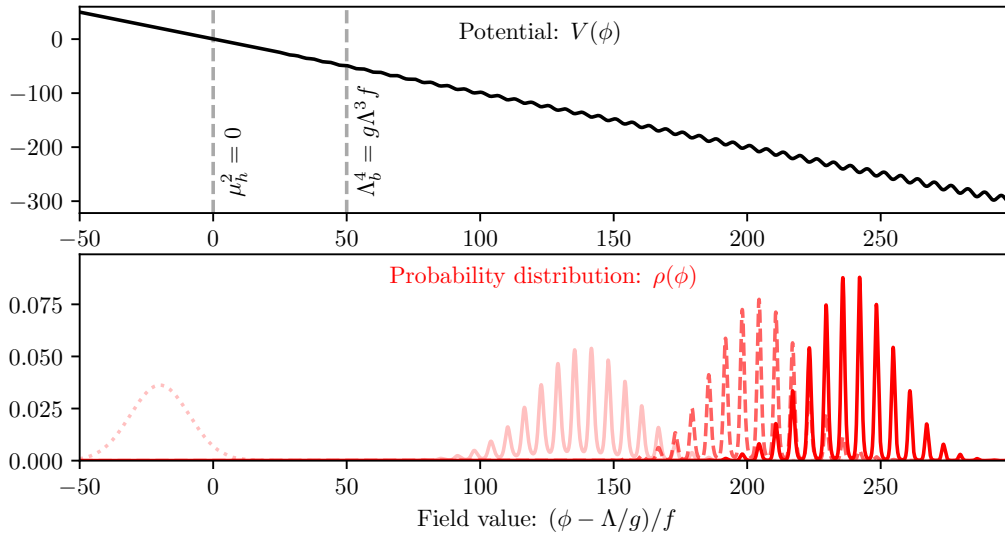 Potential: V(ϕ)
0
−100
−200
−300
μ_h^2 = 0
Λ_b^4 = gΛ^3 f
−50 0 50 100 150 200 250
Probability distribution: ρ(ϕ)
0.075
0.050
0.025
0.000
−50 0 50 100 150 200 250
Field value: (ϕ − Λ/g)/f